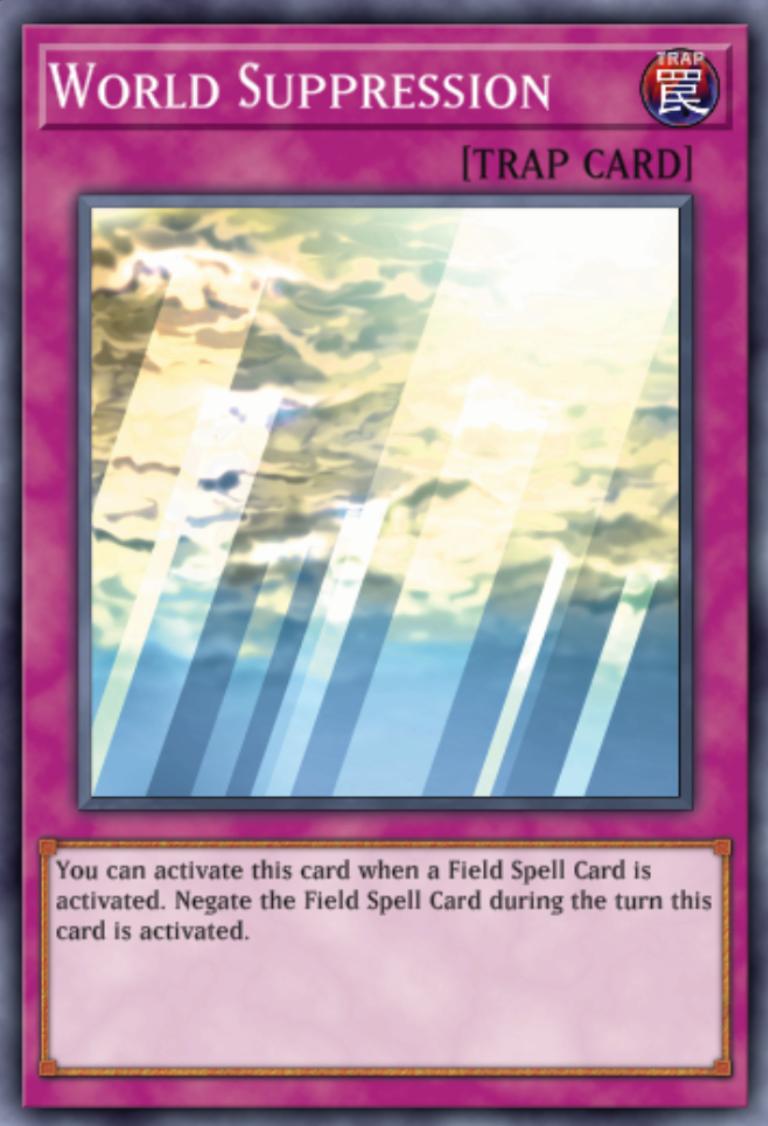 World Suppression
TRAP
罠
[TRAP CARD]
You can activate this card when a Field Spell Card is
activated. Negate the Field Spell Card during the turn this
card is activated.